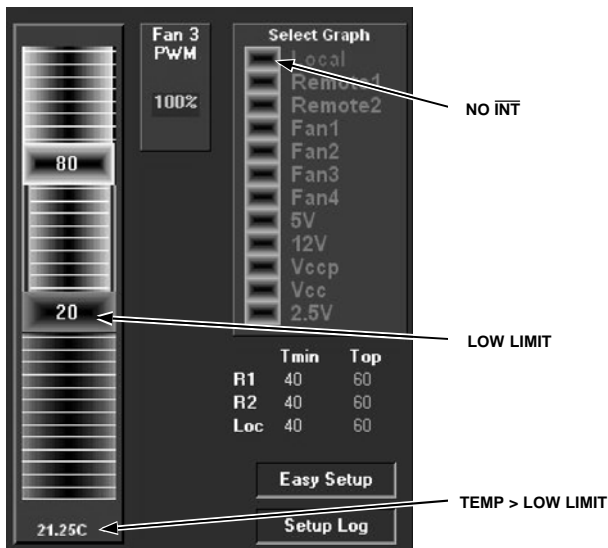 Fan 3
PWM
100%
80
20
21.25C
Select Graph
Local
Remote1
Remote2
Fan1
Fan2
Fan3
Fan4
5V
12V
Vccp
Vcc
2.5V
Tmin Top
R1 40 60
R2 40 60
Loc 40 60
Easy Setup
Setup Log
NO I̅N̅T̅
LOW LIMIT
TEMP > LOW LIMIT